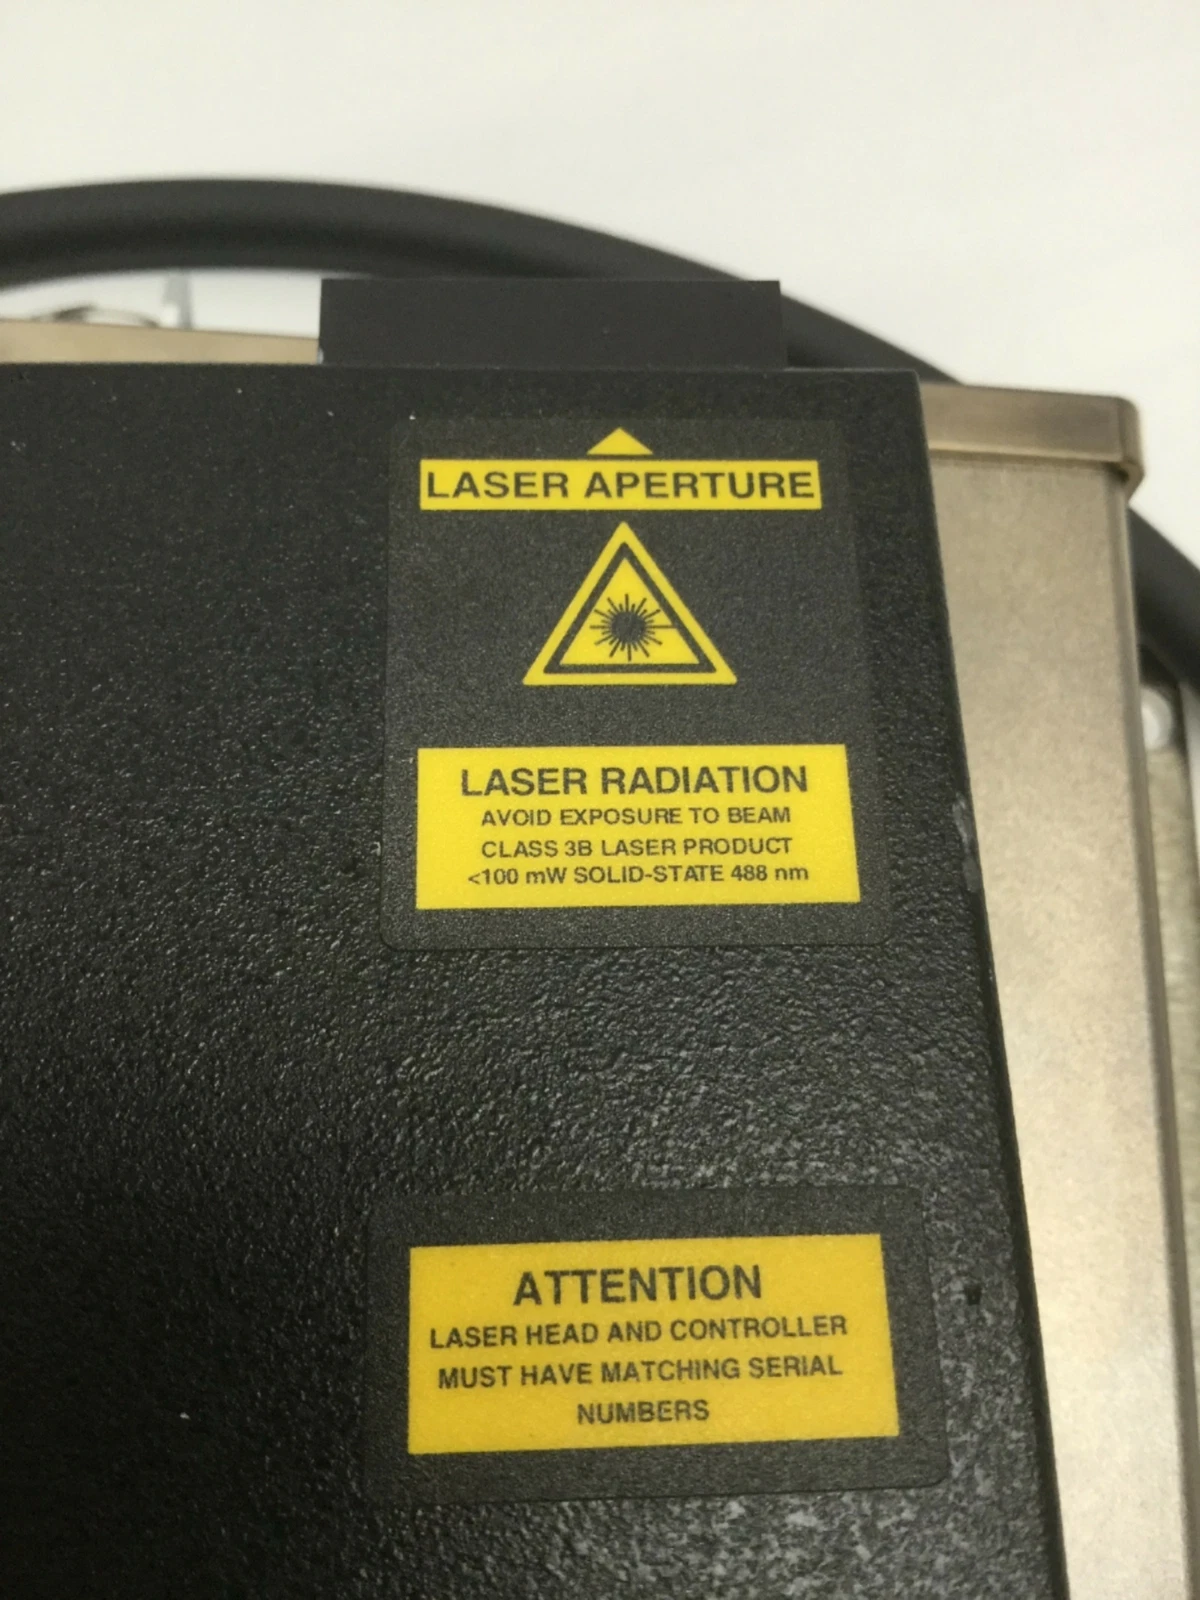 LASER APERTURE
LASER RADIATION
AVOID EXPOSURE TO BEAM
CLASS 3B LASER PRODUCT
<100 mW SOLID-STATE 488 nm
ATTENTION
LASER HEAD AND CONTROLLER
MUST HAVE MATCHING SERIAL
NUMBERS